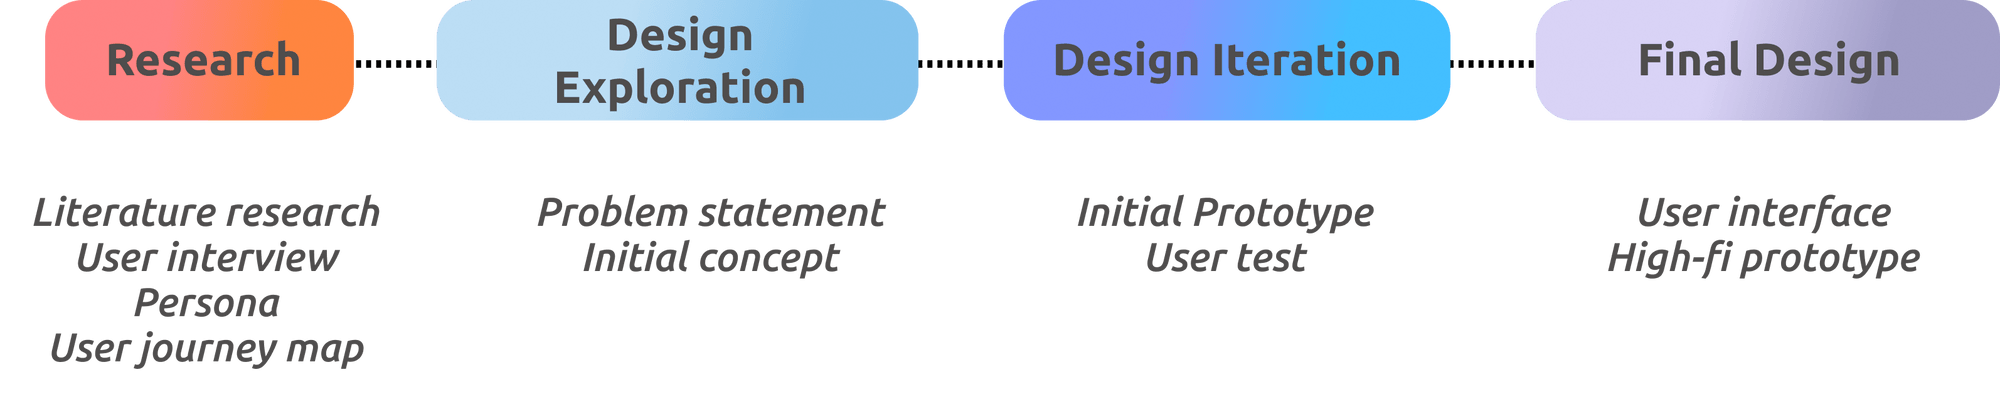 Research
Design
Exploration
Design Iteration
Final Design
Literature research
User interview
Persona
User journey map
Problem statement
Initial concept
Initial Prototype
User test
User interface
High-fi prototype